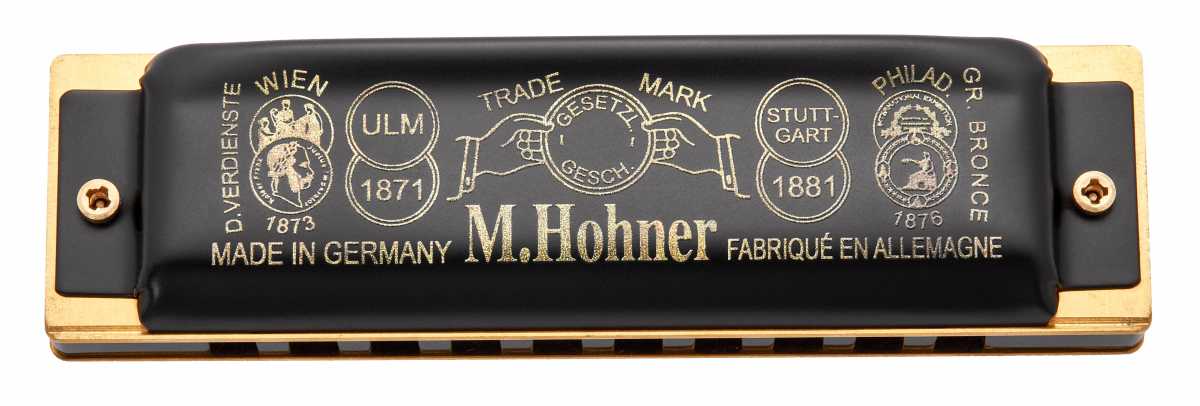 D.VERDIENSTE
WIEN
1873
ULM
1871
TRADE MARK
GESETZL.
GESCH.
STUTT-
GART
1881
PHILAD.
1876
GR. BRONCE
MADE IN GERMANY
M.Hohner
FABRIQUÉ EN ALLEMAGNE